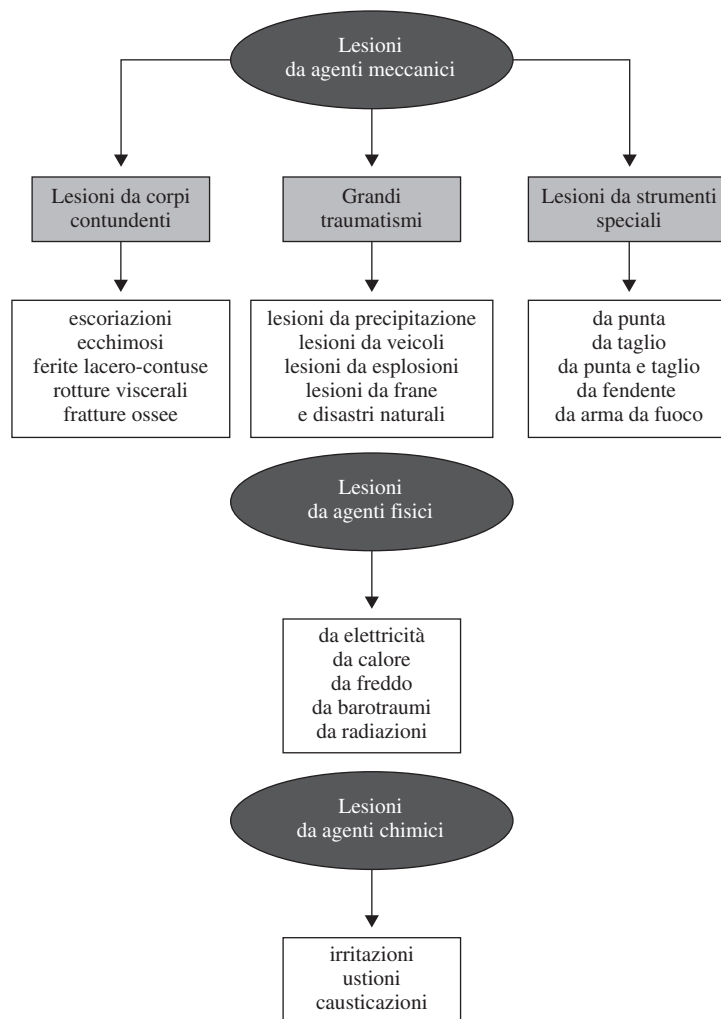 Lesioni
da agenti meccanici
Lesioni da corpi
contundenti
Grandi
traumatismi
Lesioni da strumenti
speciali
escoriazioni
ecchimosi
ferite lacero-contuse
rotture viscerali
fratture ossee
lesioni da precipitazione
lesioni da veicoli
lesioni da esplosioni
lesioni da frane
e disastri naturali
da punta
da taglio
da punta e taglio
da fendente
da arma da fuoco
Lesioni
da agenti fisici
da elettricità
da calore
da freddo
da barotraumi
da radiazioni
Lesioni
da agenti chimici
irritazioni
ustioni
causticazioni